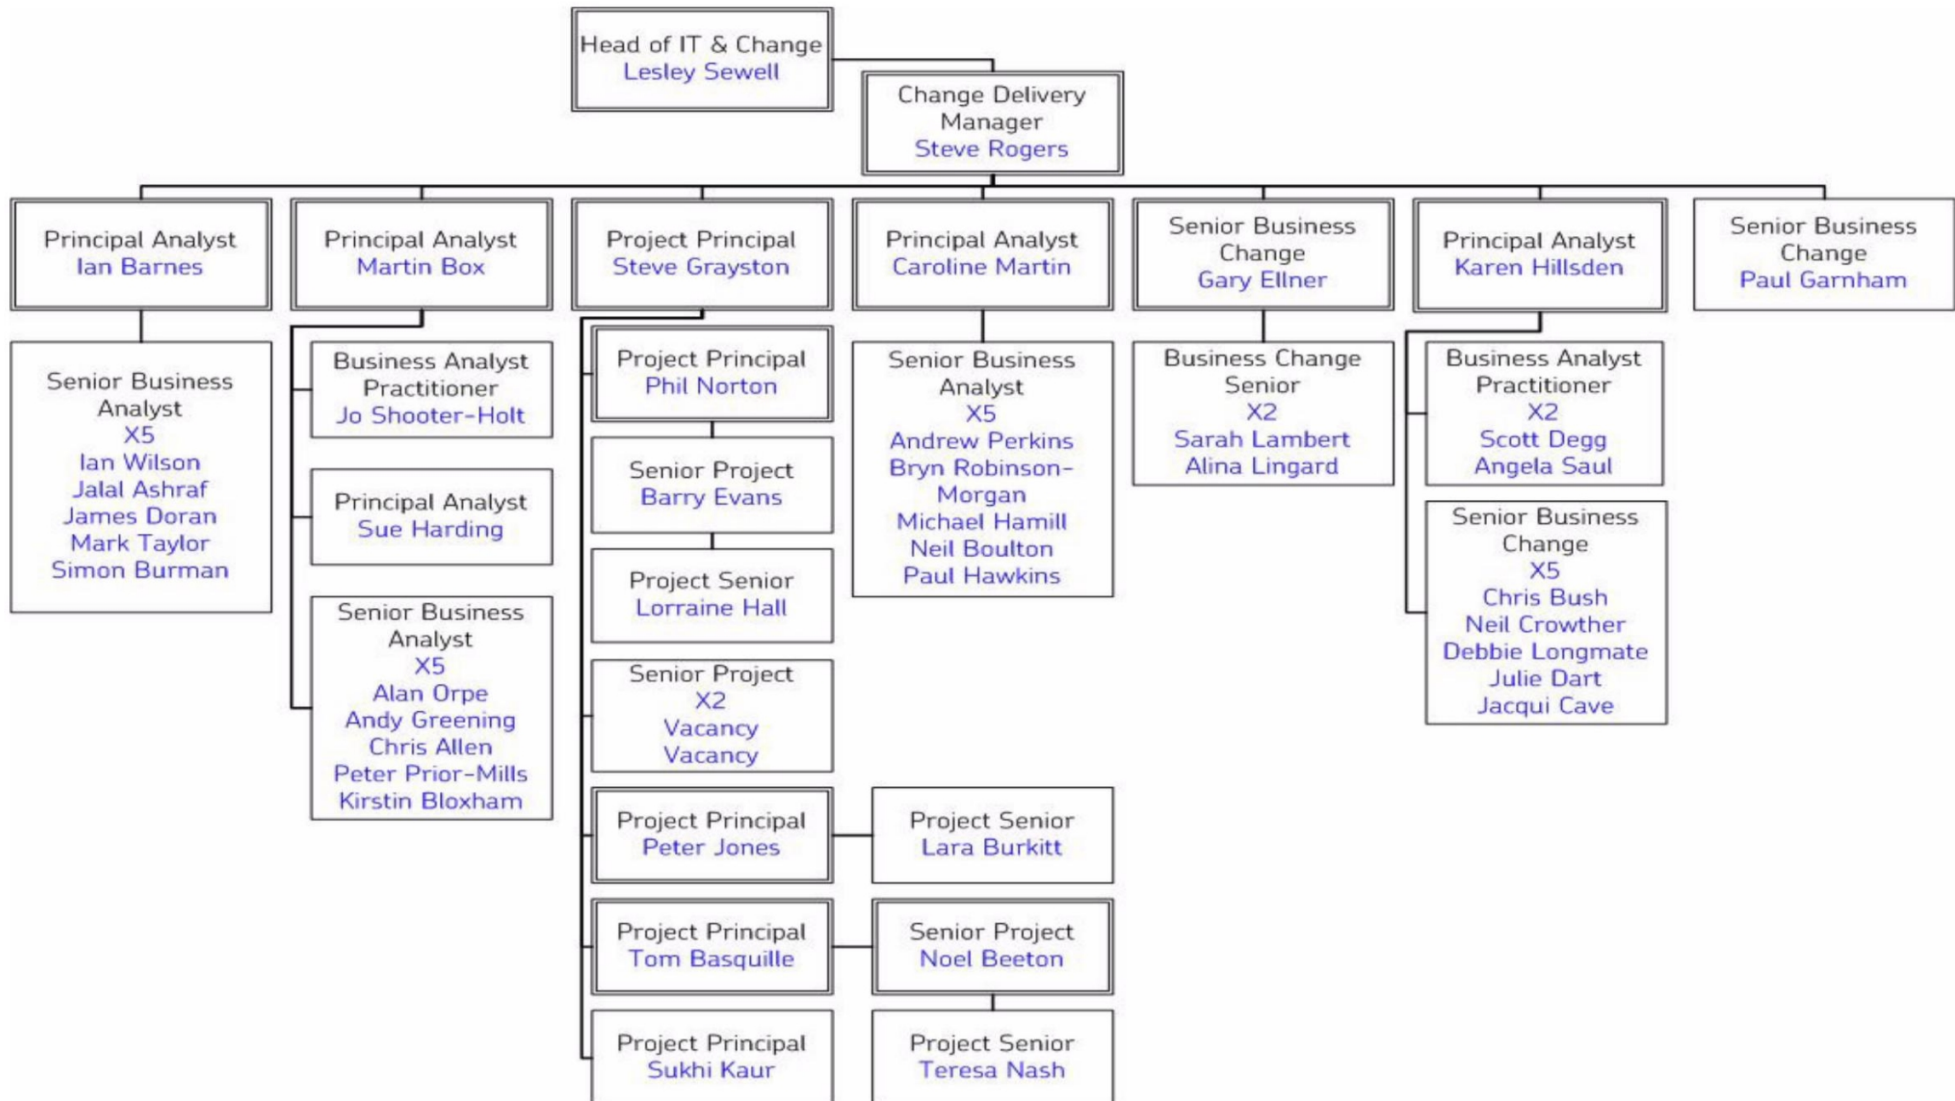 Head of IT & Change
Lesley Sewell
Change Delivery
Manager
Steve Rogers
Principal Analyst
Ian Barnes
Principal Analyst
Martin Box
Project Principal
Steve Grayston
Principal Analyst
Caroline Martin
Senior Business
Change
Gary Ellner
Principal Analyst
Karen Hillsden
Senior Business
Change
Paul Garnham
Senior Business
Analyst
X5
Ian Wilson
Jalal Ashraf
James Doran
Mark Taylor
Simon Burman
Business Analyst
Practitioner
Jo Shooter-Holt
Principal Analyst
Sue Harding
Senior Business
Analyst
X5
Alan Orpe
Andy Greening
Chris Allen
Peter Prior-Mills
Kirstin Bloxham
Project Principal
Phil Norton
Senior Project
Barry Evans
Project Senior
Lorraine Hall
Senior Project
X2
Vacancy
Vacancy
Project Principal
Peter Jones
Project Senior
Lara Burkitt
Project Principal
Tom Basquille
Senior Project
Noel Beeton
Project Principal
Sukhi Kaur
Project Senior
Teresa Nash
Senior Business
Analyst
X5
Andrew Perkins
Bryn Robinson-
Morgan
Michael Hamill
Neil Boulton
Paul Hawkins
Business Change
Senior
X2
Sarah Lambert
Alina Lingard
Business Analyst
Practitioner
X2
Scott Degg
Angela Saul
Senior Business
Change
X5
Chris Bush
Neil Crowther
Debbie Longmate
Julie Dart
Jacqui Cave